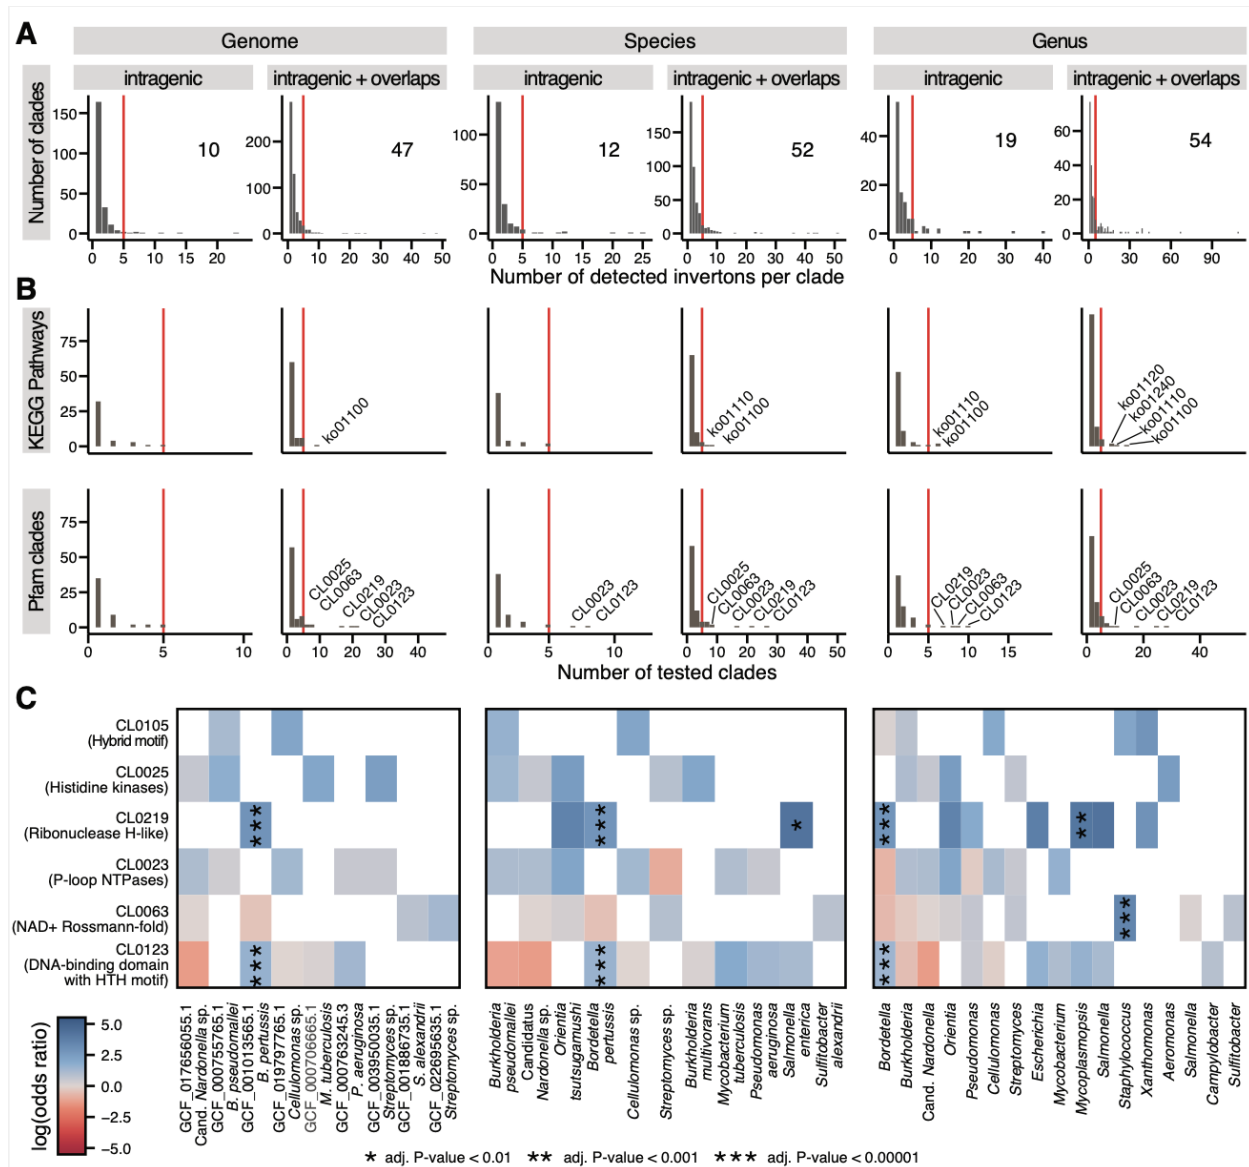 A
Genome
Species
Genus
intragenic
intragenic + overlaps
intragenic
intragenic + overlaps
intragenic
intragenic + overlaps
Number of clades
150
100
50
0
10
0
5
10
15
20
200
100
0
47
0
10
20
30
40
50
100
50
0
12
0
5
10
15
20
25
150
100
50
0
52
0
10
20
30
40
50
40
20
0
19
0
10
20
30
40
60
40
20
0
54
0
30
60
90
Number of detected invertons per clade
B
KEGG Pathways
75
50
25
0
ko01100
ko01110
ko01100
ko01110
ko01100
ko01120
ko01240
ko01110
ko01100
Pfam clades
75
50
25
0
0
5
10
CL0025
CL0063
CL0219
CL0023
CL0123
0
10
20
30
40
CL0023
CL0123
0
5
10
CL0025
CL0063
CL0023
CL0219
CL0123
0
10
20
30
40
50
CL0219
CL0023
CL0063
CL0123
0
5
10
15
CL0025
CL0063
CL0023
CL0219
CL0123
0
20
40
Number of tested clades
C
CL0105
(Hybrid motif)
CL0025
(Histidine kinases)
CL0219
(Ribonuclease H-like)
CL0023
(P-loop NTPases)
CL0063
(NAD+ Rossmann-fold)
CL0123
(DNA-binding domain
with HTH motif)
***
***
***
*
***
***
**
***
***
GCF_017656055.1
Cand. Nardonella sp.
GCF_000755765.1
B. pseudomallei
GCF_001013565.1
B. pertussis
GCF_019797765.1
Cellulomonas sp.
GCF_000706665.1
M. tuberculosis
GCF_000763245.3
P. aeruginosa
GCF_003950035.1
Streptomyces sp.
GCF_001886735.1
S. alexandrii
GCF_022695635.1
Streptomyces sp.
Burkholderia
pseudomallei
Candidatus
Nardonella sp.
Orientia
tsutsugamushi
Bordetella
pertussis
Cellulomonas sp.
Streptomyces sp.
Burkholderia
multivorans
Mycobacterium
tuberculosis
Pseudomonas
aeruginosa
Salmonella
enterica
Sulfitobacter
alexandrii
Bordetella
Burkholderia
Cand. Nardonella
Orientia
Pseudomonas
Cellulomonas
Streptomyces
Escherichia
Mycobacterium
Mycoplasmopsis
Salmonella
Staphylococcus
Xanthomonas
Aeromonas
Salmonella
Campylobacter
Sulfitobacter
log(odds ratio)
5.0
2.5
0.0
−2.5
−5.0
* adj. P-value < 0.01 ** adj. P-value < 0.001 *** adj. P-value < 0.00001